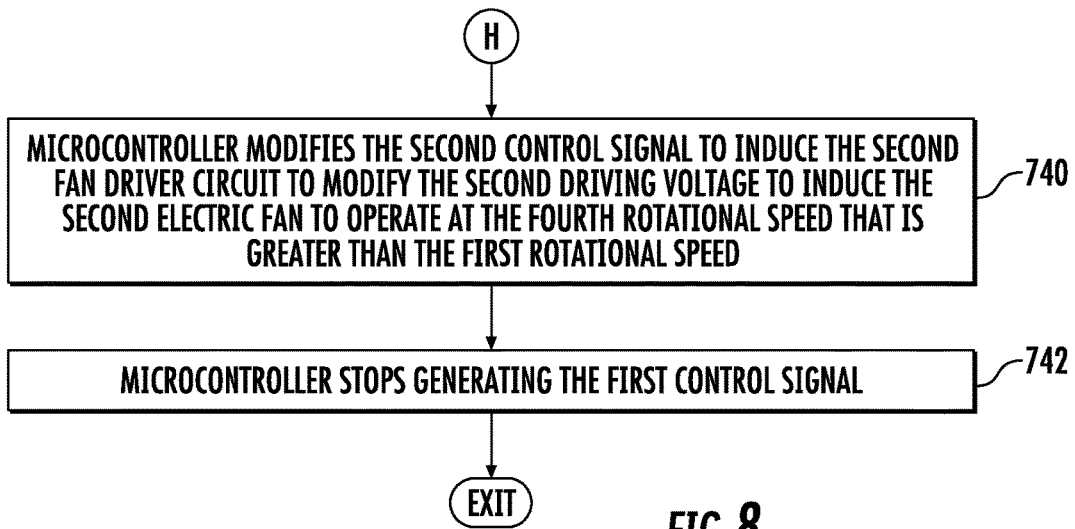 H
MICROCONTROLLER MODIFIES THE SECOND CONTROL SIGNAL TO INDUCE THE SECOND
FAN DRIVER CIRCUIT TO MODIFY THE SECOND DRIVING VOLTAGE TO INDUCE THE
SECOND ELECTRIC FAN TO OPERATE AT THE FOURTH ROTATIONAL SPEED THAT IS
GREATER THAN THE FIRST ROTATIONAL SPEED
740
MICROCONTROLLER STOPS GENERATING THE FIRST CONTROL SIGNAL
742
EXIT
FIG. 8